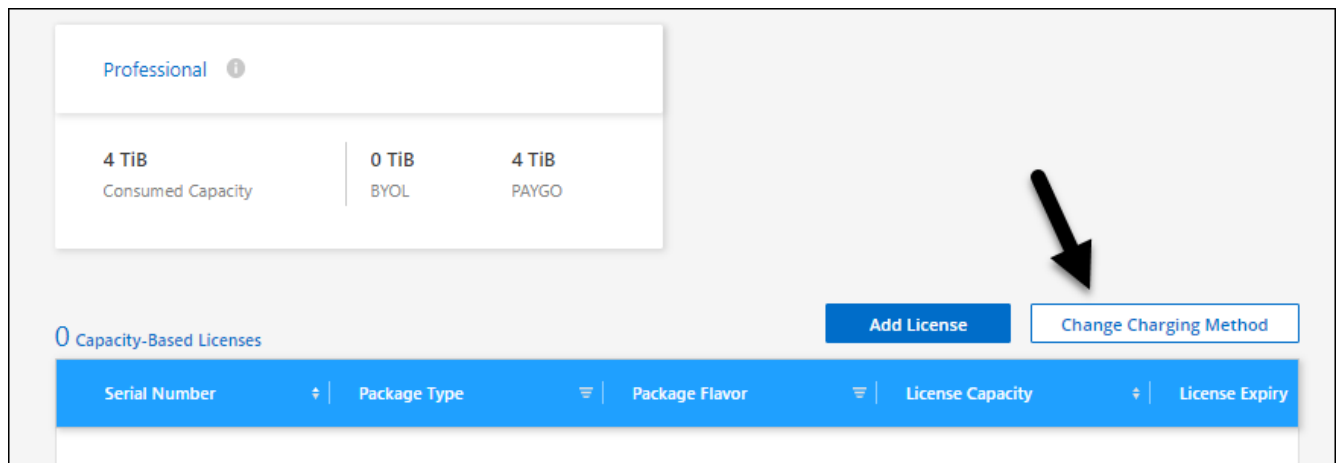 Professional
4 TiB 0 TiB 4 TiB
Consumed Capacity BYOL PAYGO
Add License Change Charging Method
0 Capacity-Based Licenses
Serial Number Package Type Package Flavor License Capacity License Expiry